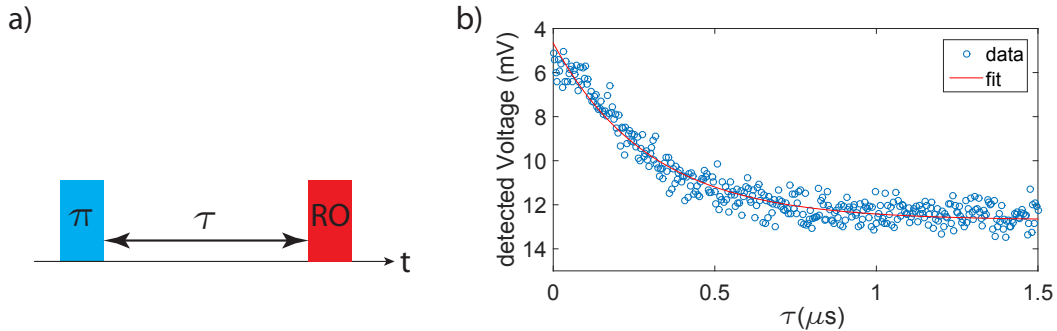 a)
π
τ
RO
t
b)
detected Voltage (mV)
4
6
8
10
12
14
data
fit
0
0.5
1
1.5
τ(μs)